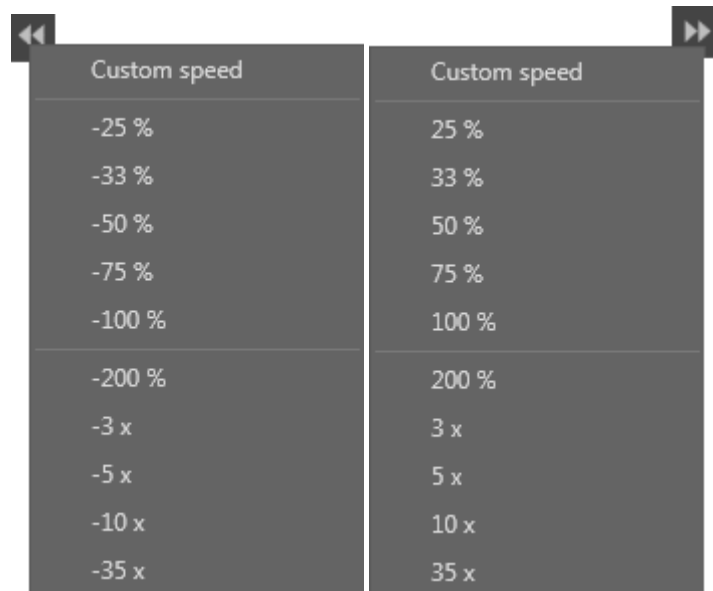 Custom speed
-25 %
-33 %
-50 %
-75 %
-100 %
-200 %
-3 x
-5 x
-10 x
-35 x
Custom speed
25 %
33 %
50 %
75 %
100 %
200 %
3 x
5 x
10 x
35 x